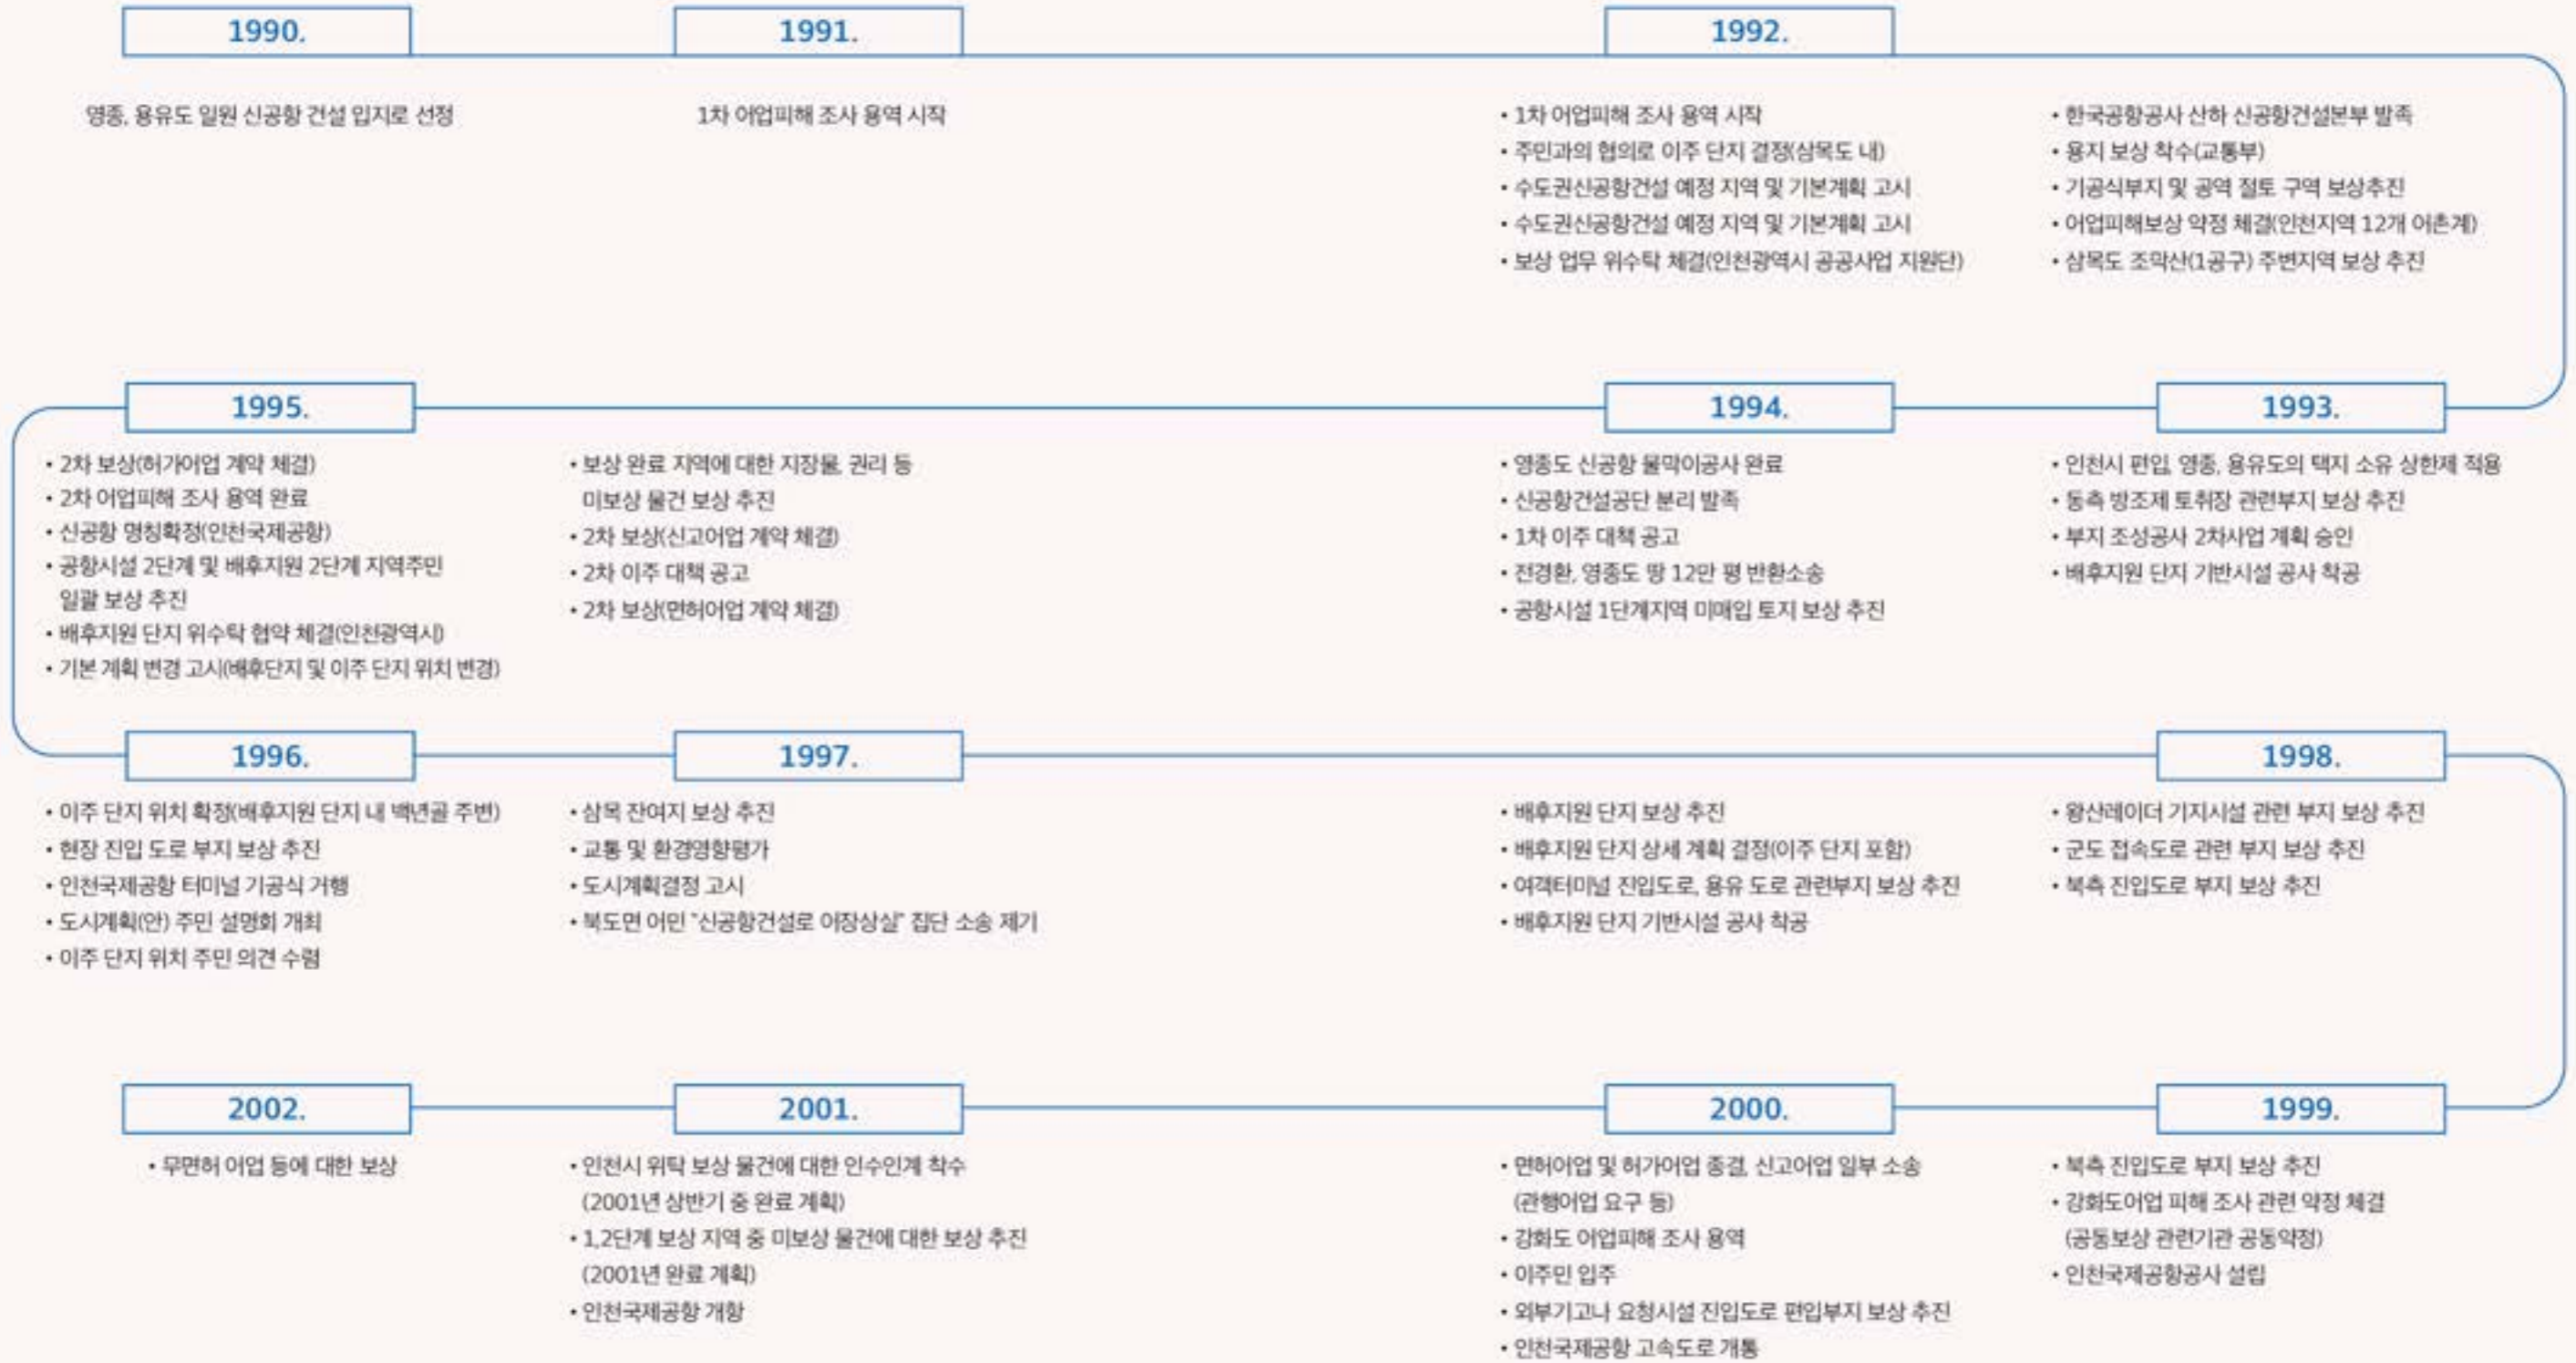 1990.
영종, 용유도 일원 신공항 건설 입지로 선정
1991.
1차 어업피해 조사 용역 시작
1992.
• 1차 어업피해 조사 용역 시작
• 주민과의 협의로 이주 단지 결정(삼목도 내)
• 수도권신공항건설 예정 지역 및 기본계획 고시
• 수도권신공항건설 예정 지역 및 기본계획 고시
• 보상 업무 위수탁 체결(인천광역시 공공사업 지원단)
• 한국공항공사 산하 신공항건설본부 발족
• 용지 보상 착수(교통부)
• 기공식부지 및 공역 절토 구역 보상추진
• 어업피해보상 약정 체결(인천지역 12개 어촌계)
• 삼목도 조막산(1공구) 주변지역 보상 추진
1993.
• 인천시 편입, 영종, 용유도의 택지 소유 상한제 적용
• 동측 방조제 토취장 관련부지 보상 추진
• 부지 조성공사 2차사업 계획 승인
• 배후지원 단지 기반시설 공사 착공
1994.
• 영종도 신공항 물막이공사 완료
• 신공항건설공단 분리 발족
• 1차 이주 대책 공고
• 전경환, 영종도 땅 12만 평 반환소송
• 공항시설 1단계지역 미매입 토지 보상 추진
1995.
• 2차 보상(허가어업 계약 체결)
• 2차 어업피해 조사 용역 완료
• 신공항 명칭확정(인천국제공항)
• 공항시설 2단계 및 배후지원 2단계 지역주민
일괄 보상 추진
• 배후지원 단지 위수탁 협약 체결(인천광역시)
• 기본 계획 변경 고시(배후단지 및 이주 단지 위치 변경)
• 보상 완료 지역에 대한 지장물, 권리 등
미보상 물건 보상 추진
• 2차 보상(신고어업 계약 체결)
• 2차 이주 대책 공고
• 2차 보상(면허어업 계약 체결)
1996.
• 이주 단지 위치 확정(배후지원 단지 내 백년골 주변)
• 현장 진입 도로 부지 보상 추진
• 인천국제공항 터미널 기공식 거행
• 도시계획(안) 주민 설명회 개최
• 이주 단지 위치 주민 의견 수렴
1997.
• 삼목 잔여지 보상 추진
• 교통 및 환경영향평가
• 도시계획결정 고시
• 북도면 어민 "신공항건설로 어장상실" 집단 소송 제기
• 배후지원 단지 보상 추진
• 배후지원 단지 상세 계획 결정(이주 단지 포함)
• 여객터미널 진입도로, 용유 도로 관련부지 보상 추진
• 배후지원 단지 기반시설 공사 착공
1998.
• 왕산레이더 기지시설 관련 부지 보상 추진
• 군도 접속도로 관련 부지 보상 추진
• 북측 진입도로 부지 보상 추진
1999.
• 북측 진입도로 부지 보상 추진
• 강화도어업 피해 조사 관련 약정 체결
(공동보상 관련기관 공동약정)
• 인천국제공항공사 설립
2000.
• 면허어업 및 허가어업 종결, 신고어업 일부 소송
(관행어업 요구 등)
• 강화도 어업피해 조사 용역
• 이주민 입주
• 외부기고나 요청시설 진입도로 편입부지 보상 추진
• 인천국제공항 고속도로 개통
2001.
• 인천시 위탁 보상 물건에 대한 인수인계 착수
(2001년 상반기 중 완료 계획)
• 1,2단계 보상 지역 중 미보상 물건에 대한 보상 추진
(2001년 완료 계획)
• 인천국제공항 개항
2002.
• 무면허 어업 등에 대한 보상